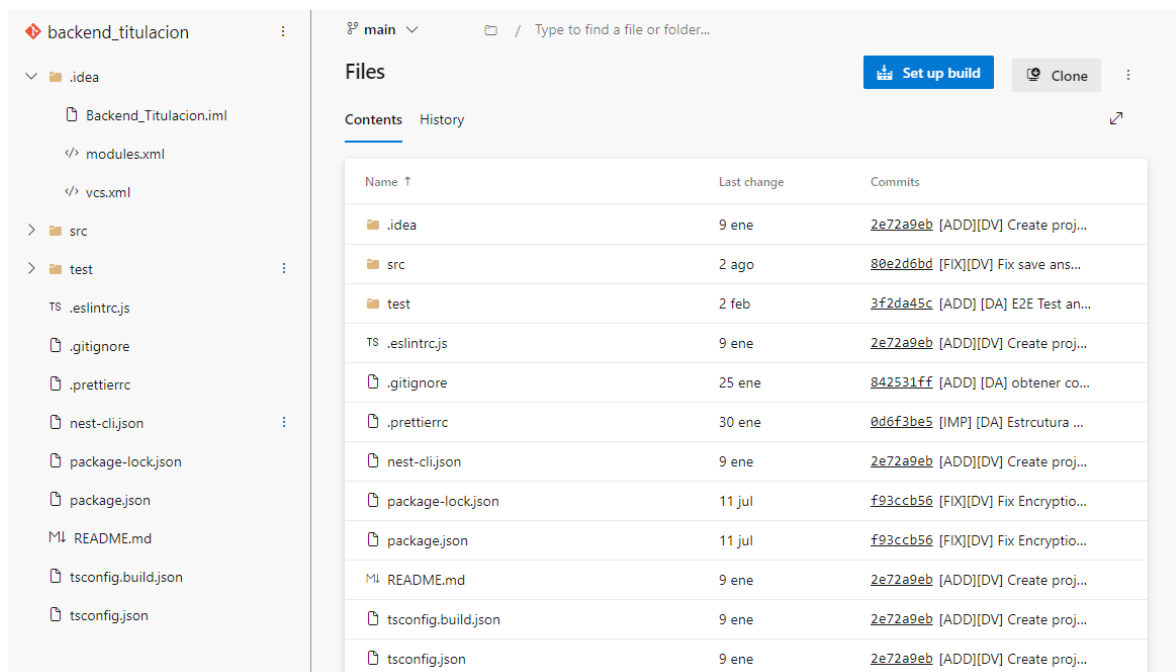 backend_titulacion
.idea
Backend_Titulacion.iml
modules.xml
vcs.xml
src
test
TS .eslintrc.js
.gitignore
.prettierrc
nest-cli.json
package-lock.json
package.json
M↓ README.md
tsconfig.build.json
tsconfig.json
main / Type to find a file or folder...
Files Set up build Clone
Contents History
Name ↑ Last change Commits
.idea 9 ene 2e72a9eb [ADD][DV] Create proj...
src 2 ago 80e2d6bd [FIX][DV] Fix save ans...
test 2 feb 3f2da45c [ADD] [DA] E2E Test an...
TS .eslintrc.js 9 ene 2e72a9eb [ADD][DV] Create proj...
.gitignore 25 ene 842531ff [ADD] [DA] obtener co...
.prettierrc 30 ene 0d6f3be5 [IMP] [DA] Estrcutura ...
nest-cli.json 9 ene 2e72a9eb [ADD][DV] Create proj...
package-lock.json 11 jul f93ccb56 [FIX][DV] Fix Encryptio...
package.json 11 jul f93ccb56 [FIX][DV] Fix Encryptio...
M↓ README.md 9 ene 2e72a9eb [ADD][DV] Create proj...
tsconfig.build.json 9 ene 2e72a9eb [ADD][DV] Create proj...
tsconfig.json 9 ene 2e72a9eb [ADD][DV] Create proj...